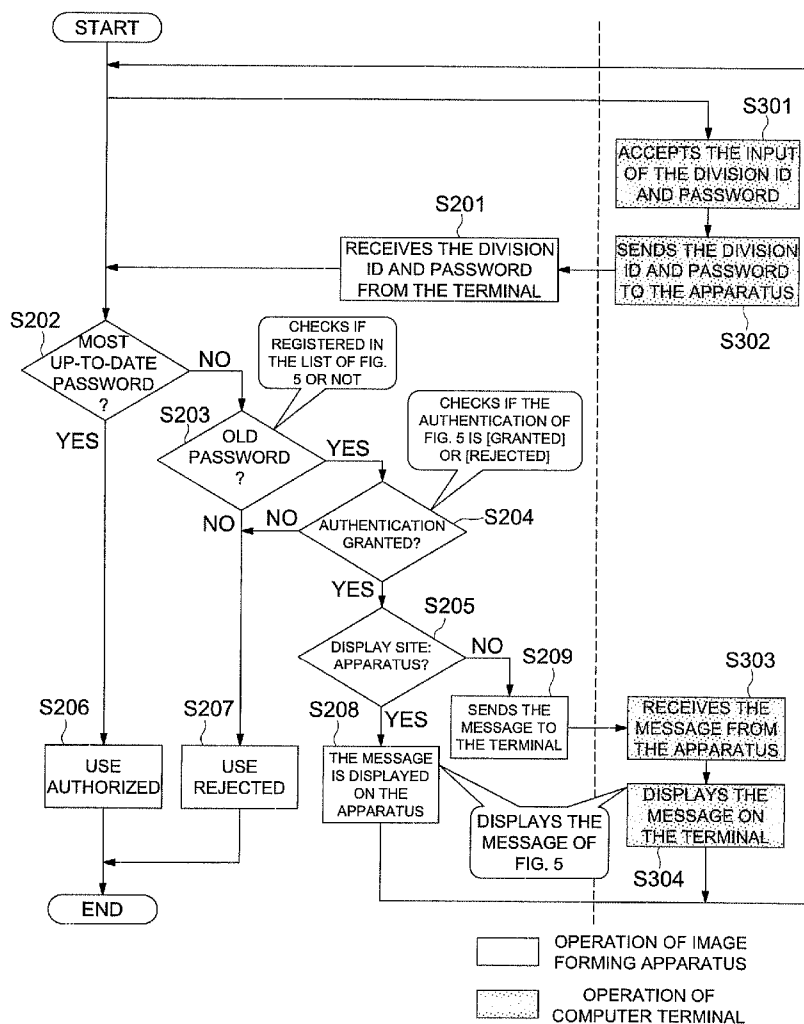 START
S301
ACCEPTS THE INPUT
OF THE DIVISION ID
AND PASSWORD
S201
RECEIVES THE DIVISION
ID AND PASSWORD
FROM THE TERMINAL
SENDS THE DIVISION
ID AND PASSWORD
TO THE APPARATUS
S302
S202
MOST
UP-TO-DATE
PASSWORD
?
NO
YES
CHECKS IF
REGISTERED IN
THE LIST OF FIG.
5 OR NOT
S203
OLD
PASSWORD
?
YES
NO
CHECKS IF THE
AUTHENTICATION OF
FIG. 5 IS [GRANTED]
OR [REJECTED]
NO
AUTHENTICATION
GRANTED?
S204
YES
S205
DISPLAY SITE:
APPARATUS?
NO
YES
S209
SENDS THE
MESSAGE TO
THE TERMINAL
S303
RECEIVES THE
MESSAGE FROM
THE APPARATUS
S206
USE
AUTHORIZED
S207
USE
REJECTED
S208
THE MESSAGE
IS DISPLAYED
ON THE
APPARATUS
DISPLAYS THE
MESSAGE OF
FIG. 5
DISPLAYS THE
MESSAGE ON
THE TERMINAL
S304
END
OPERATION OF IMAGE
FORMING APPARATUS
OPERATION OF
COMPUTER TERMINAL